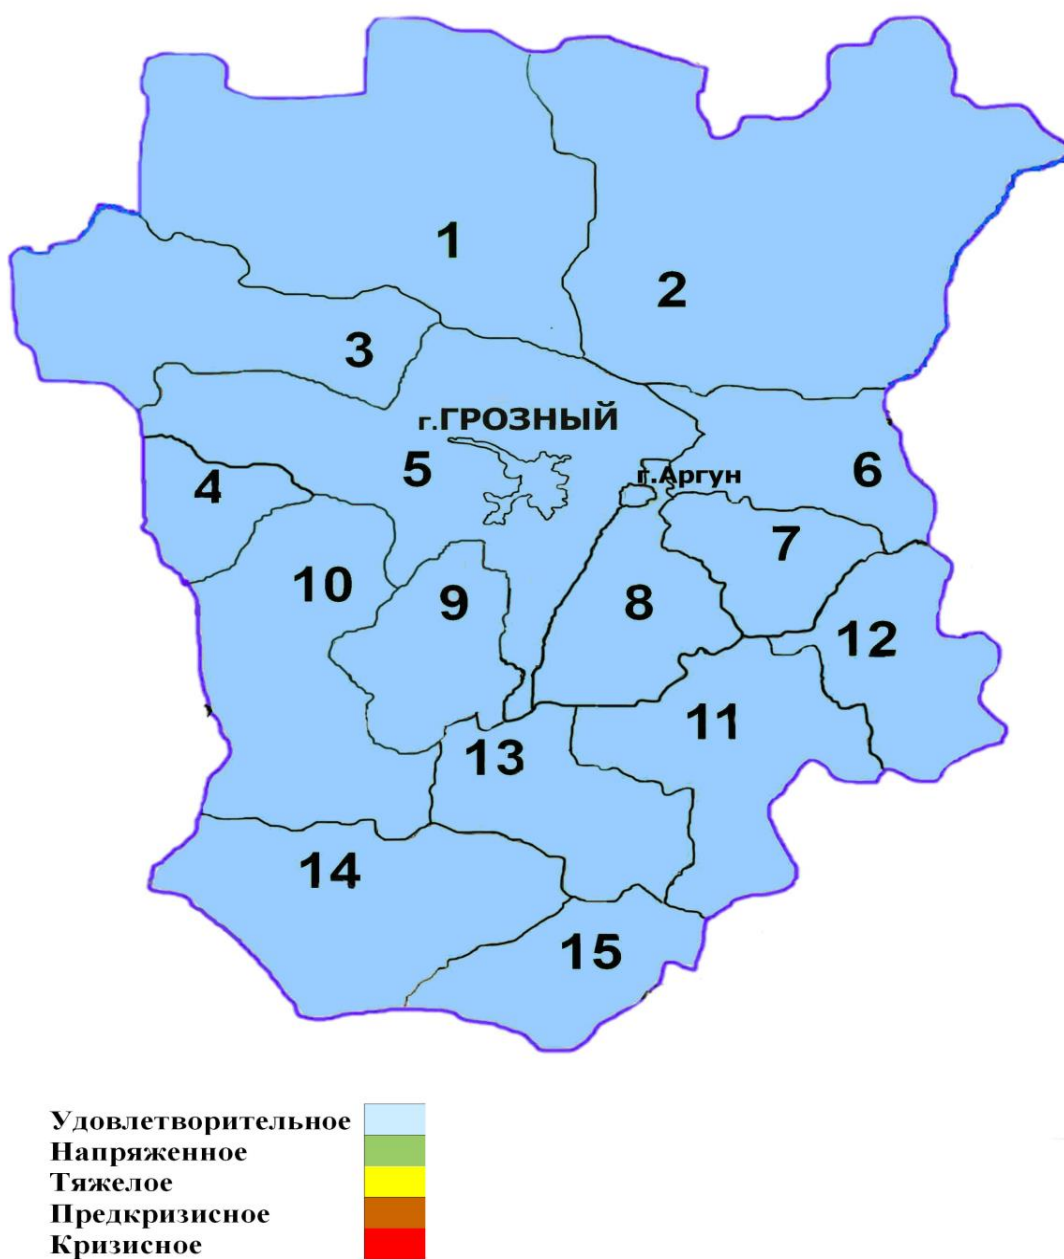 1
2
3
г.ГРОЗНЫЙ
4
5
г.Аргун
6
7
10
9
8
12
11
13
14
15
Удовлетворительное
Напряженное
Тяжелое
Предкризисное
Кризисное